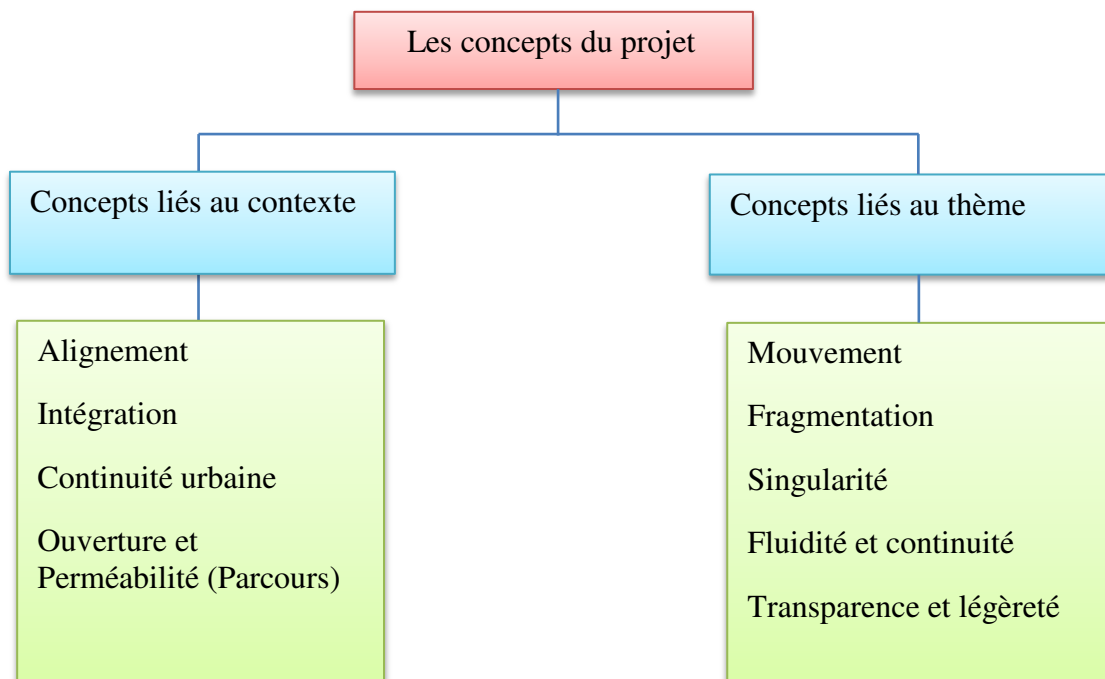 Les concepts du projet
Concepts liés au contexte
Alignement
Intégration
Continuité urbaine
Ouverture et
Perméabilité (Parcours)
Concepts liés au thème
Mouvement
Fragmentation
Singularité
Fluidité et continuité
Transparence et légèreté